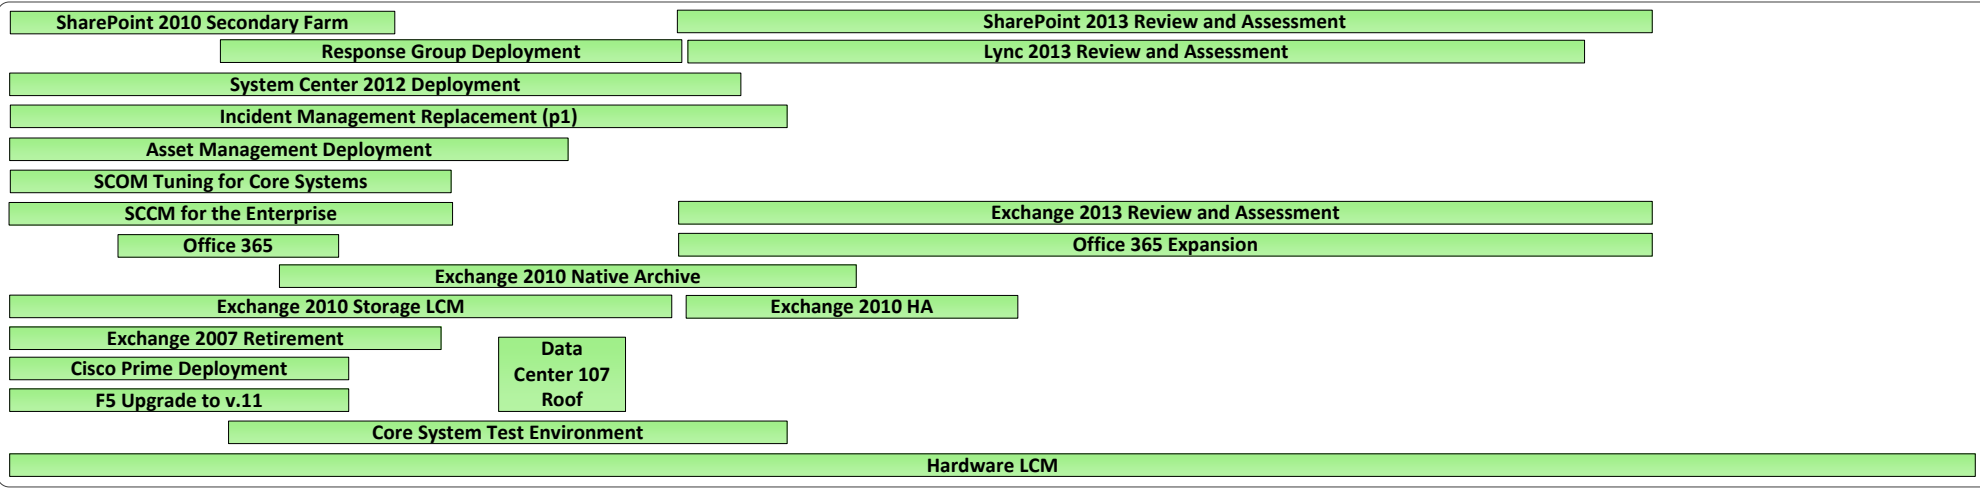 SharePoint 2010 Secondary Farm
SharePoint 2013 Review and Assessment
Response Group Deployment
Lync 2013 Review and Assessment
System Center 2012 Deployment
Incident Management Replacement (p1)
Asset Management Deployment
SCOM Tuning for Core Systems
SCCM for the Enterprise
Exchange 2013 Review and Assessment
Office 365
Office 365 Expansion
Exchange 2010 Native Archive
Exchange 2010 Storage LCM
Exchange 2010 HA
Exchange 2007 Retirement
Data
Center 107
Roof
Cisco Prime Deployment
F5 Upgrade to v.11
Core System Test Environment
Hardware LCM